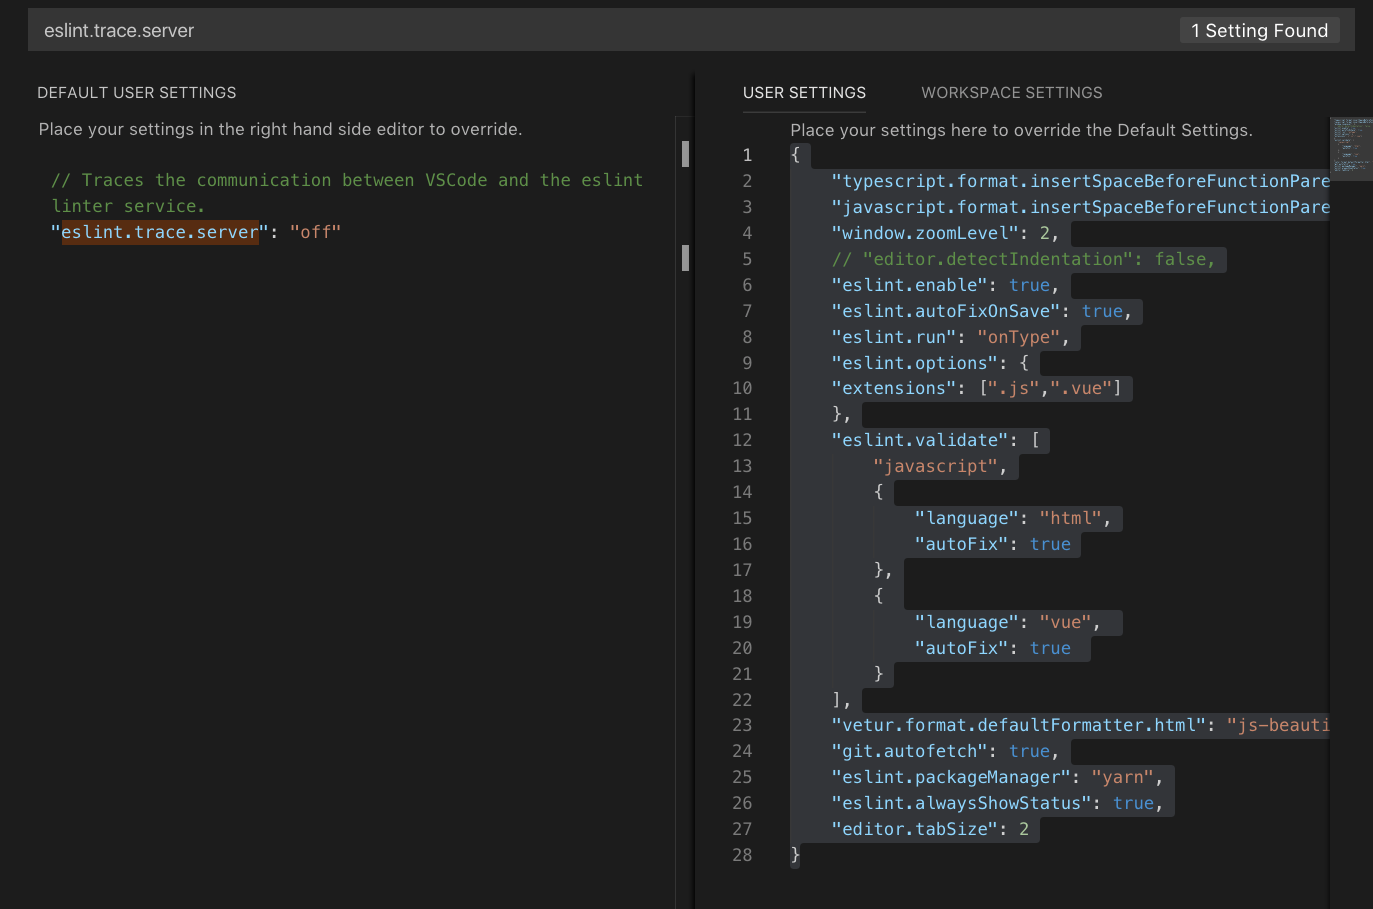 eslint.trace.server
1 Setting Found
DEFAULT USER SETTINGS
Place your settings in the right hand side editor to override.
// Traces the communication between VSCode and the eslint
linter service.
"eslint.trace.server": "off"
USER SETTINGS
WORKSPACE SETTINGS
Place your settings here to override the Default Settings.
1 {
2 "typescript.format.insertSpaceBeforeFunctionPare
3 "javascript.format.insertSpaceBeforeFunctionPare
4 "window.zoomLevel": 2,
5 // "editor.detectIndentation": false,
6 "eslint.enable": true,
7 "eslint.autoFixOnSave": true,
8 "eslint.run": "onType",
9 "eslint.options": {
10 "extensions": [".js",".vue"]
11 },
12 "eslint.validate": [
13 "javascript",
14 {
15 "language": "html",
16 "autoFix": true
17 },
18 {
19 "language": "vue",
20 "autoFix": true
21 }
22 ],
23 "vetur.format.defaultFormatter.html": "js-beauti
24 "git.autofetch": true,
25 "eslint.packageManager": "yarn",
26 "eslint.alwaysShowStatus": true,
27 "editor.tabSize": 2
28 }